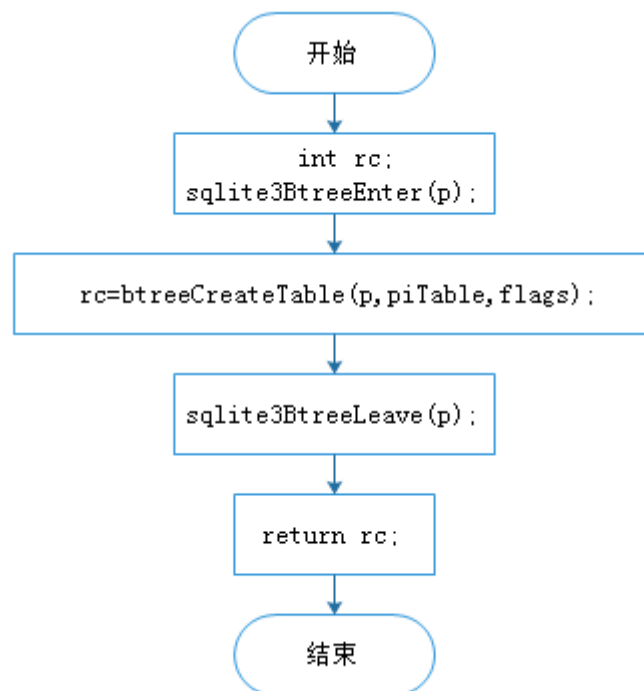 开始
int rc;
sqlite3BtreeEnter(p);
rc=btreeCreateTable(p,piTable,flags);
sqlite3BtreeLeave(p);
return rc;
结束